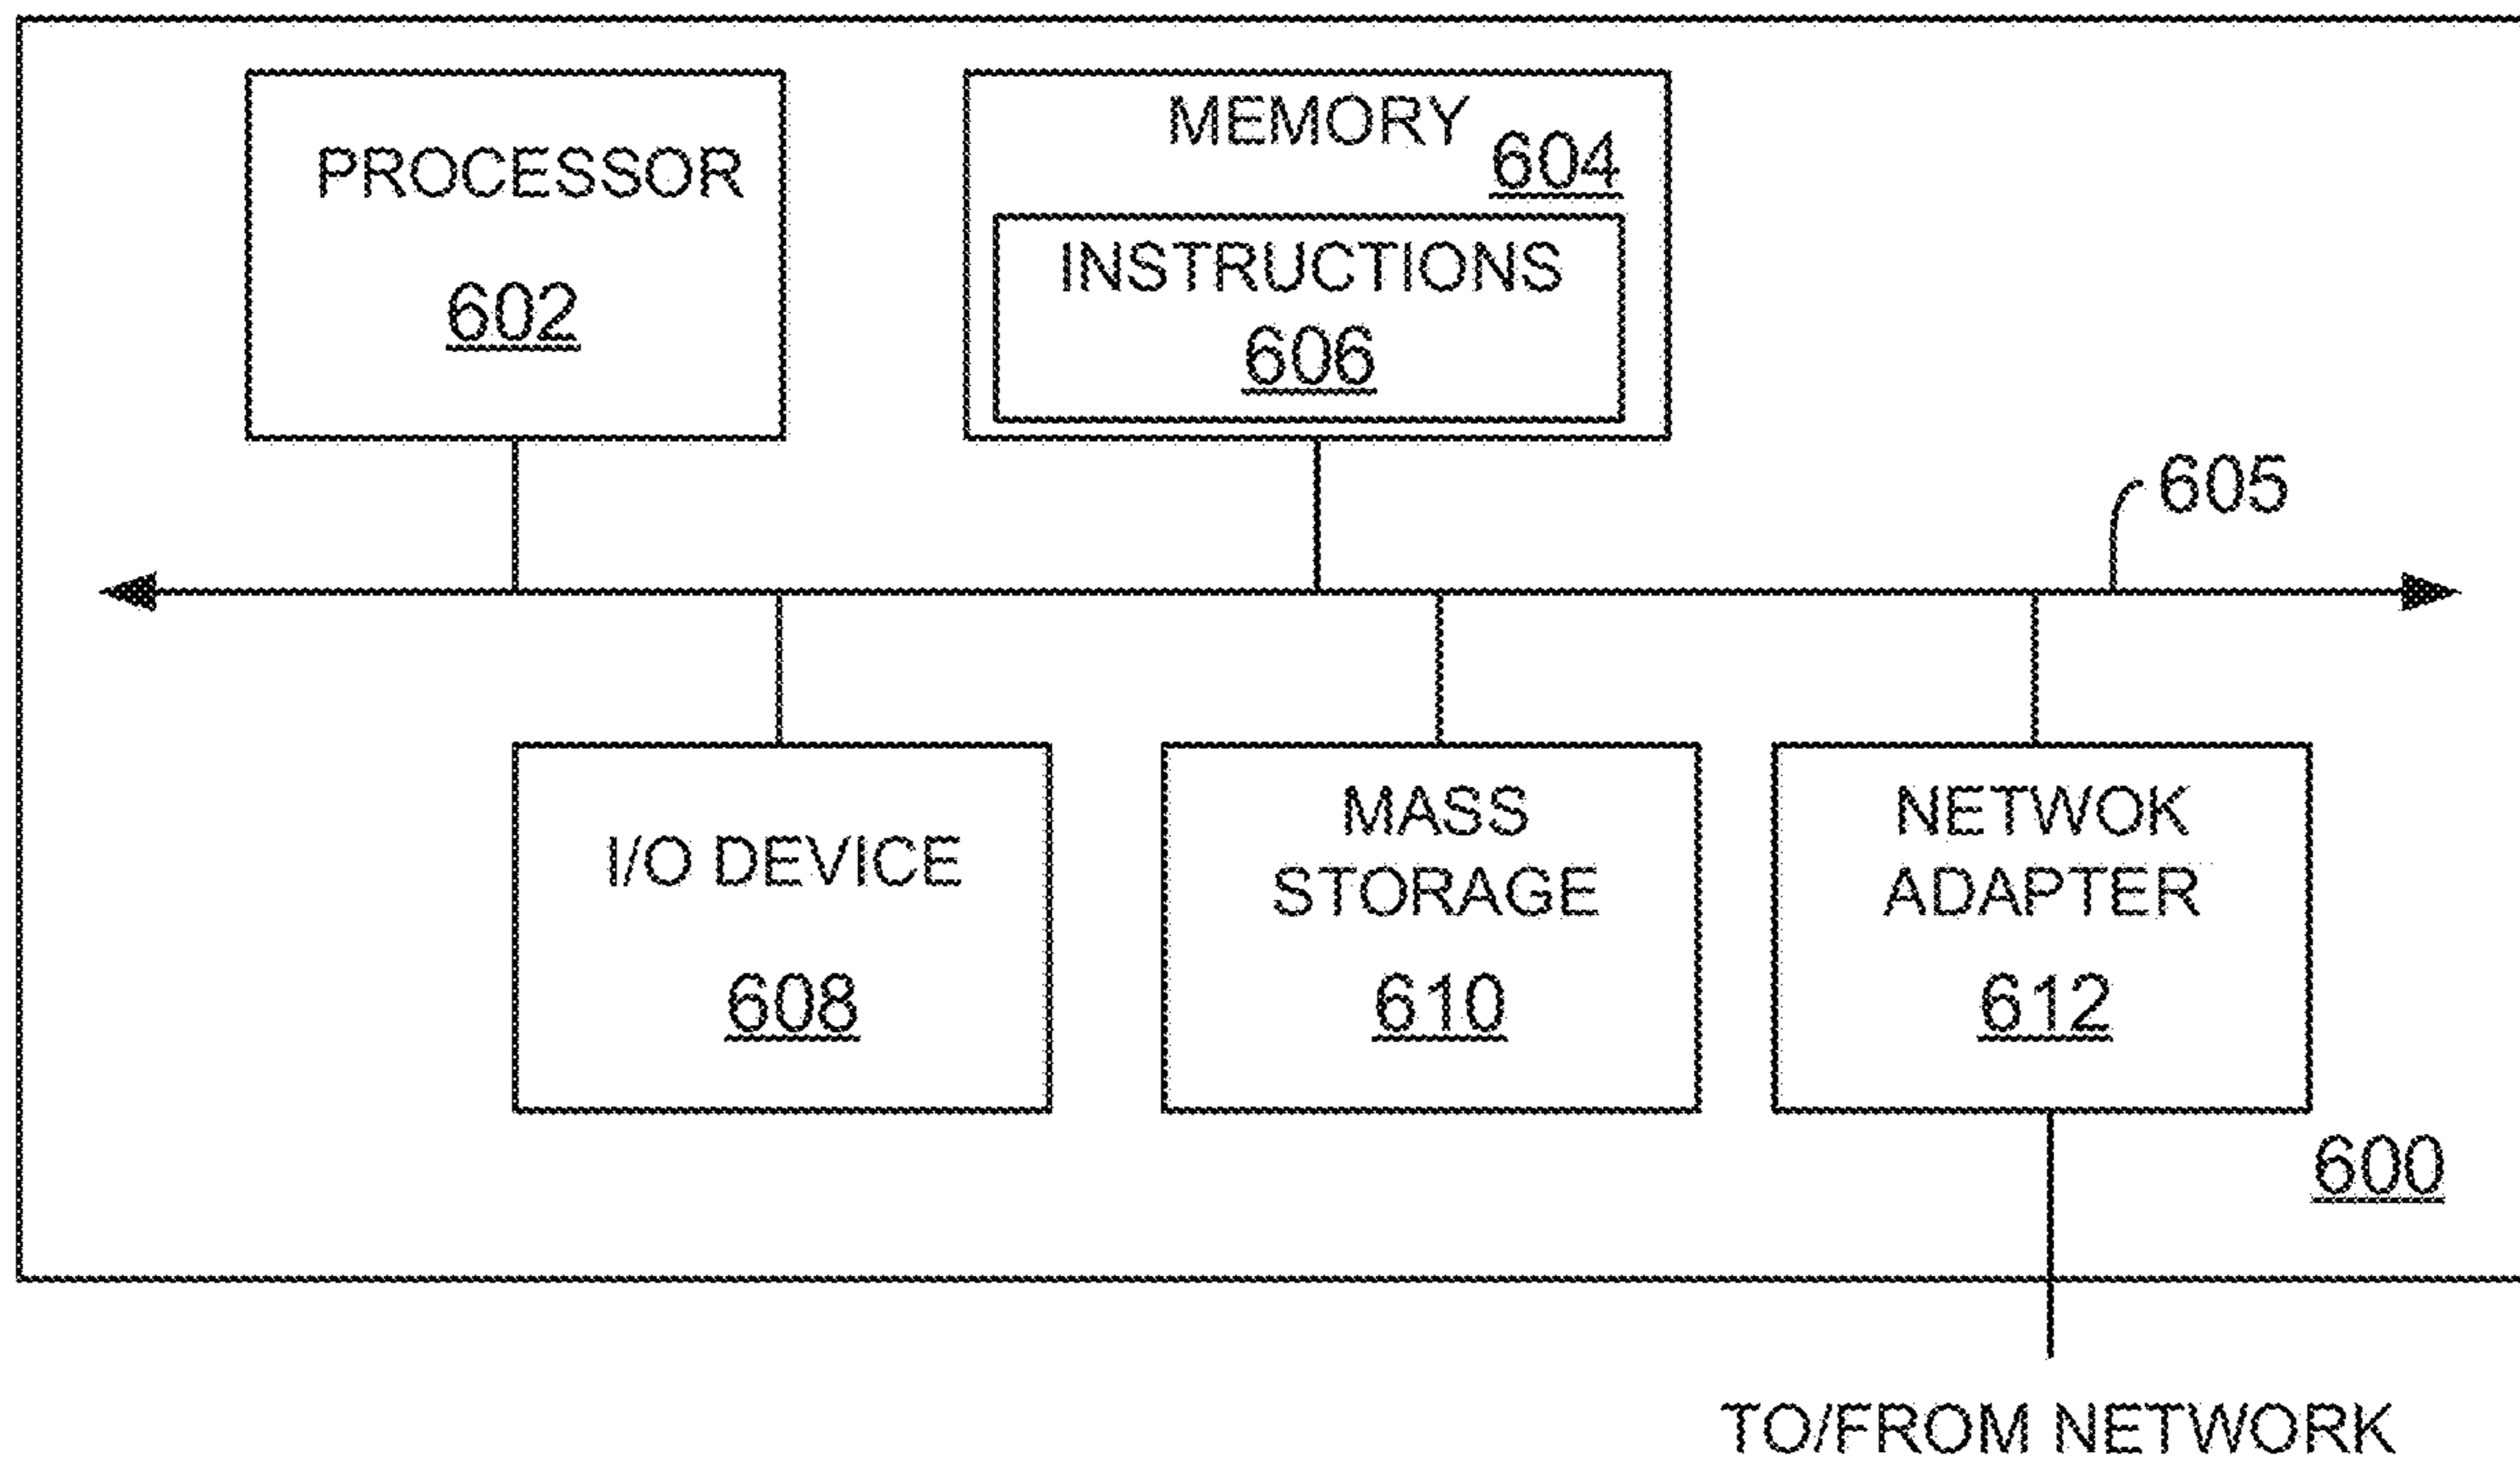 PROCESSOR
602
MEMORY
604
INSTRUCTIONS
606
605
I/O DEVICE
608
MASS
STORAGE
610
NETWOK
ADAPTER
612
600
TO/FROM NETWORK